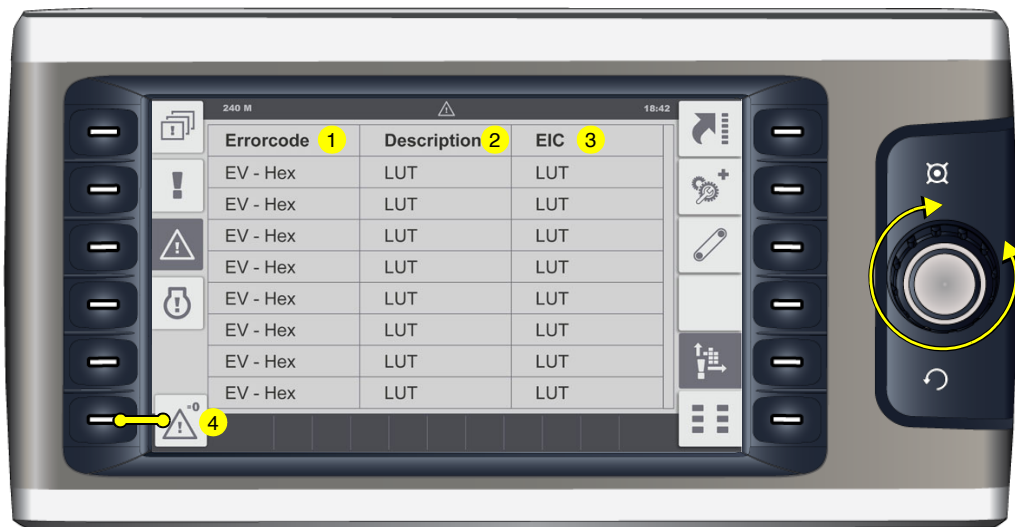 240 M 18:42
Errorcode 1 Description 2 EIC 3
EV - Hex LUT LUT
EV - Hex LUT LUT
EV - Hex LUT LUT
EV - Hex LUT LUT
EV - Hex LUT LUT
EV - Hex LUT LUT
EV - Hex LUT LUT
EV - Hex LUT LUT
=0 4